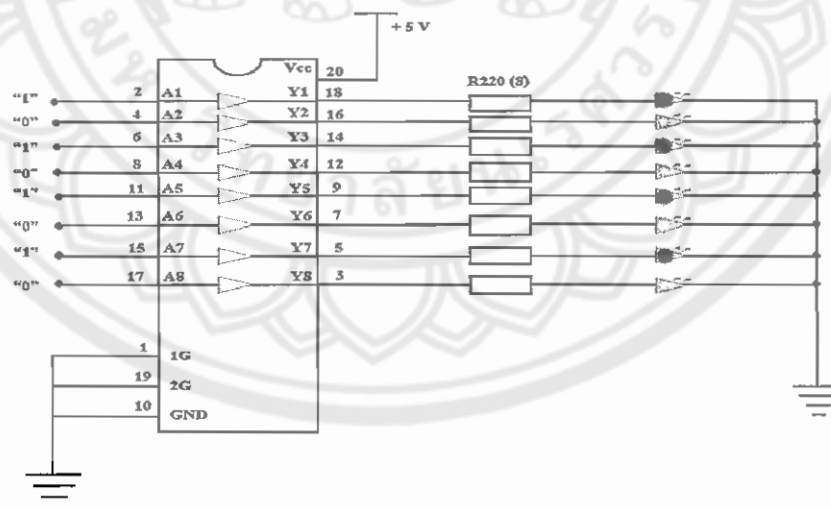 +5 V
Vcc 20
R220 (8)
"1" 2 A1 Y1 18
"0" 4 A2 Y2 16
"1" 6 A3 Y3 14
"0" 8 A4 Y4 12
"1" 11 A5 Y5 9
"0" 13 A6 Y6 7
"1" 15 A7 Y7 5
"0" 17 A8 Y8 3
1 1G
19 2G
10 GND